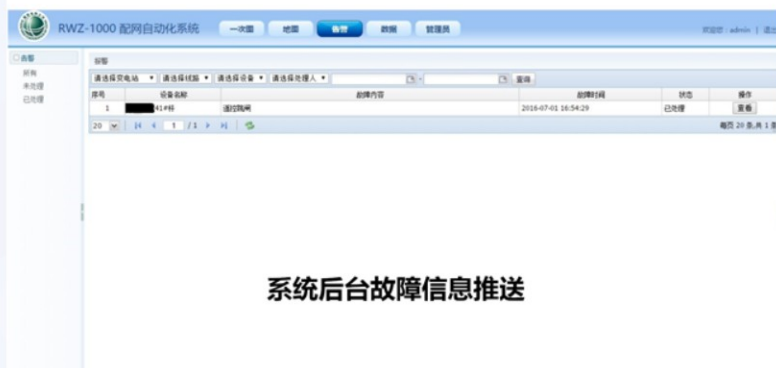 RWZ-1000 配网自动化系统
一次图 地图 告警 数据 管理员
欢迎您：admin | 退出
告警
所有
未处理
已处理
告警
请选择变电站 请选择线路 请选择设备 请选择处理人 - 查询
序号 设备名称 故障内容 故障时间 状态 操作
1 41#杆 遥控跳闸 2016-07-01 16:54:29 已处理 查看
20 1 /1 每页 20 条,共 1 条
系统后台故障信息推送